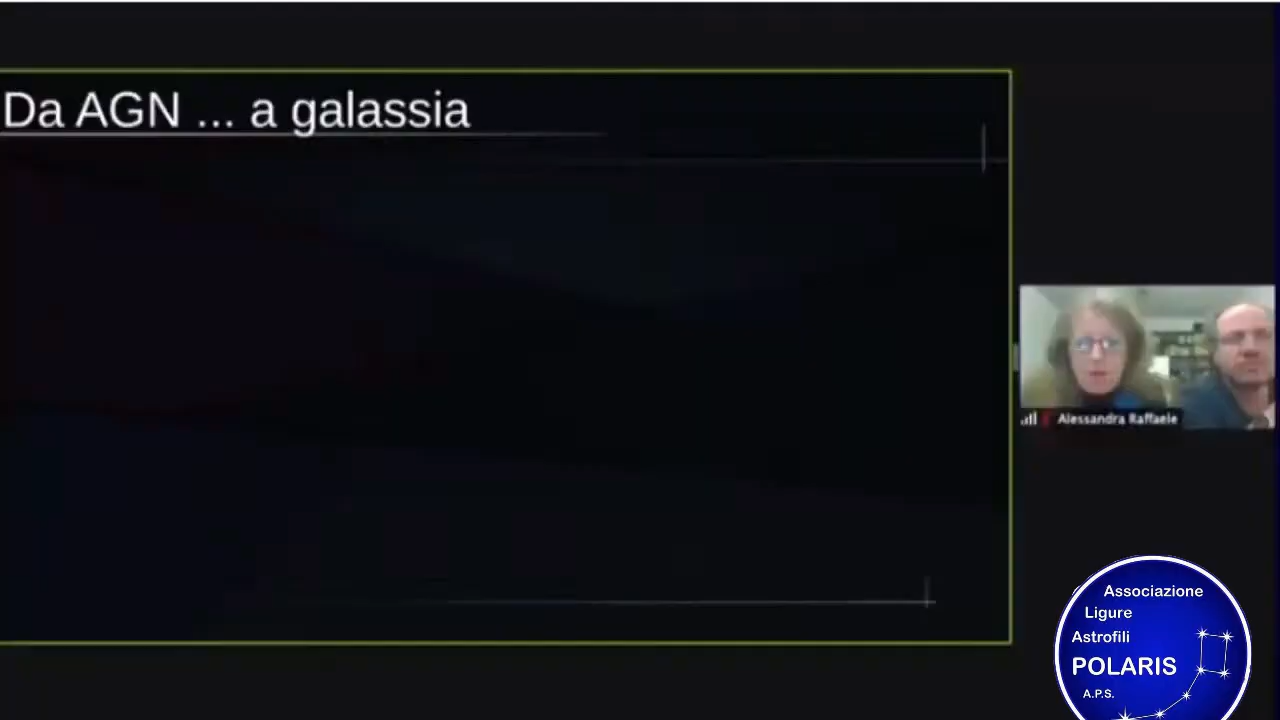 Da AGN ... a galassia
Alessandra Raffaele
Associazione
Ligure
Astrofili
POLARIS
A.P.S.